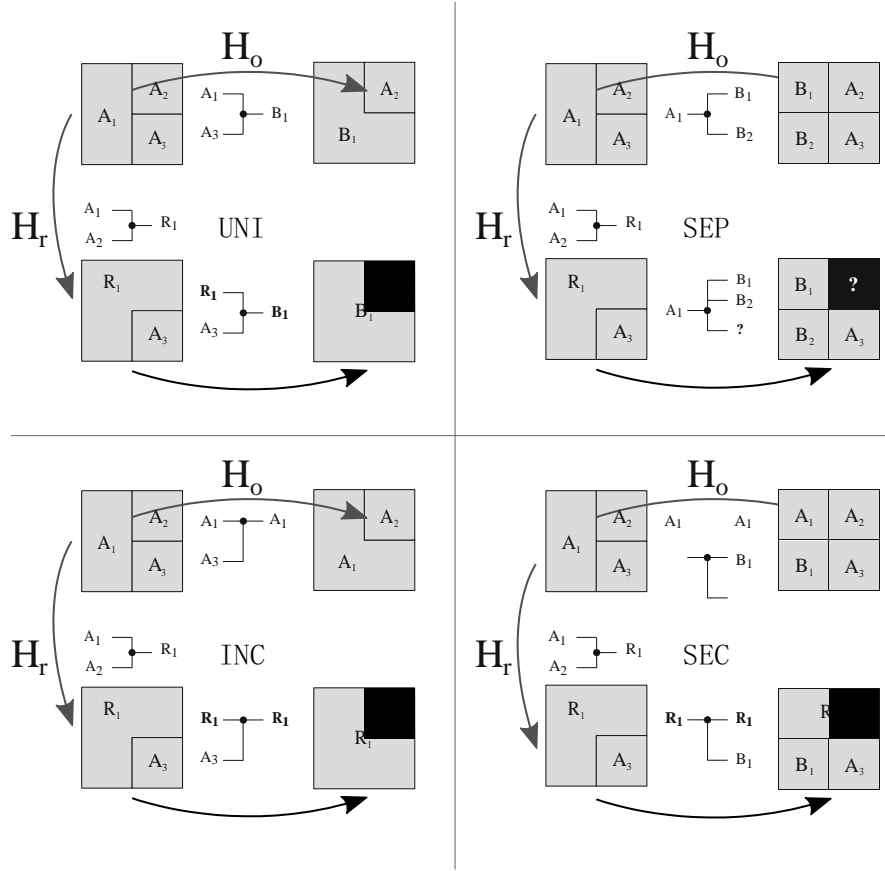 H_o
A_1 A_2 A_3
A_1 A_3 B_1
B_1 A_2
H_r
A_1 A_2 R_1
UNI
R_1 A_3
R_1 A_3 B_1
B_1
H_o
A_1 A_2 A_3
A_1 B_1 B_2
B_1 A_2
B_2 A_3
H_r
A_1 A_2 R_1
SEP
R_1 A_3
A_1 B_1 B_2 ?
B_1 ?
B_2 A_3
H_o
A_1 A_2 A_3
A_1 A_1 A_3
A_2 A_1
H_r
A_1 A_2 R_1
INC
R_1 A_3
R_1 R_1 A_3
R_1
H_o
A_1 A_2 A_3
A_1 A_1 B_1
A_1 A_2
B_1 A_3
H_r
A_1 A_2 R_1
SEC
R_1 A_3
R_1 R_1 B_1
R
B_1 A_3